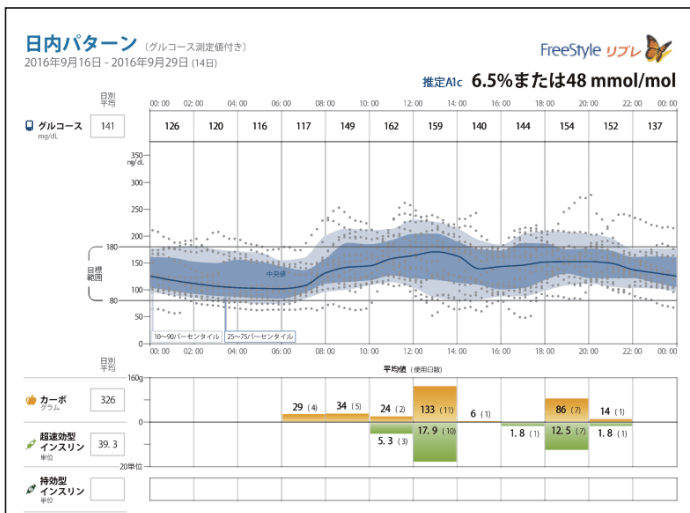 日内パターン (グルコース測定値付き)
FreeStyle リブレ
2016年9月16日 - 2016年9月29日 (14日)
推定A1c 6.5%または48 mmol/mol
日別
平均
00: 00 02: 00 04: 00 06: 00 08: 00 10: 00 12: 00 14: 00 16: 00 18: 00 20: 00 22: 00 00: 00
グルコース 141 126 120 116 117 149 162 159 140 144 154 152 137
mg/dL
350
mg/dL
300
250
200
180
150
目標
範囲
中央値
100
80
50
10〜90パーセンタイル 25〜75パーセンタイル
0
00: 00 02: 00 04: 00 06: 00 08: 00 10: 00 12: 00 14: 00 16: 00 18: 00 20: 00 22: 00 00: 00
日別
平均
平均値 (使用日数)
160g
カーボ 326 29 (4) 34 (5) 24 (2) 133 (11) 6 (1) 86 (7) 14 (1)
グラム
0
超速効型
インスリン 39. 3 5. 3 (3) 17. 9 (10) 1. 8 (1) 12. 5 (7) 1. 8 (1)
単位
20単位
持効型
インスリン
単位